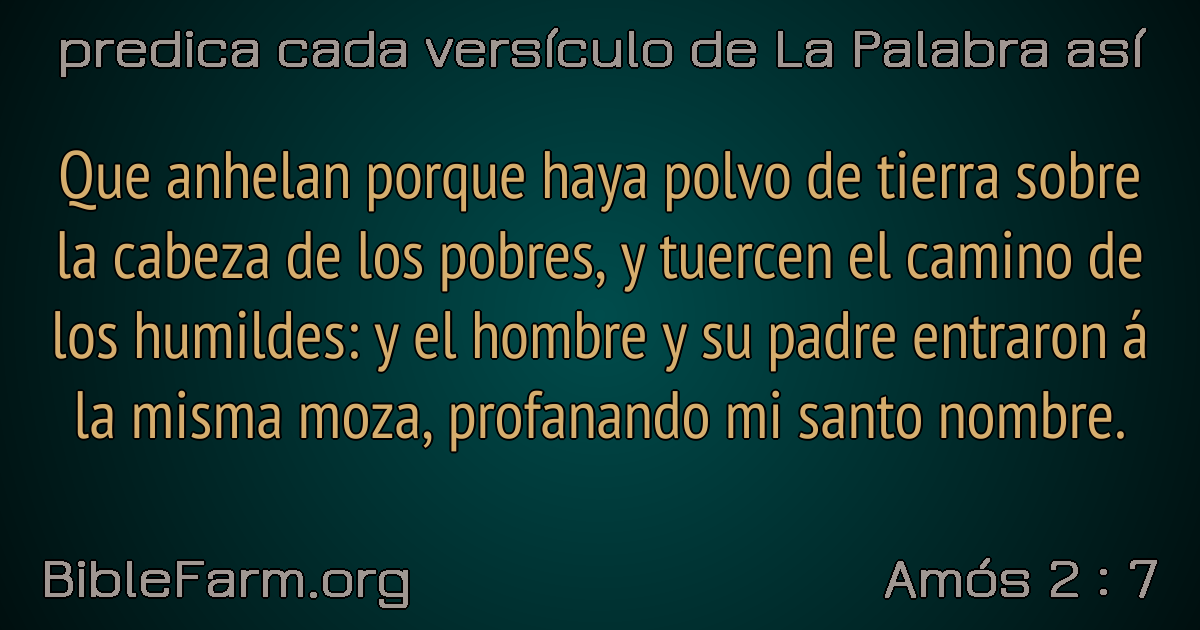 predica cada versículo de La Palabra así
Que anhelan porque haya polvo de tierra sobre
la cabeza de los pobres, y tuercen el camino de
los humildes: y el hombre y su padre entraron á
la misma moza, profanando mi santo nombre.
BibleFarm.org
Amós 2 : 7